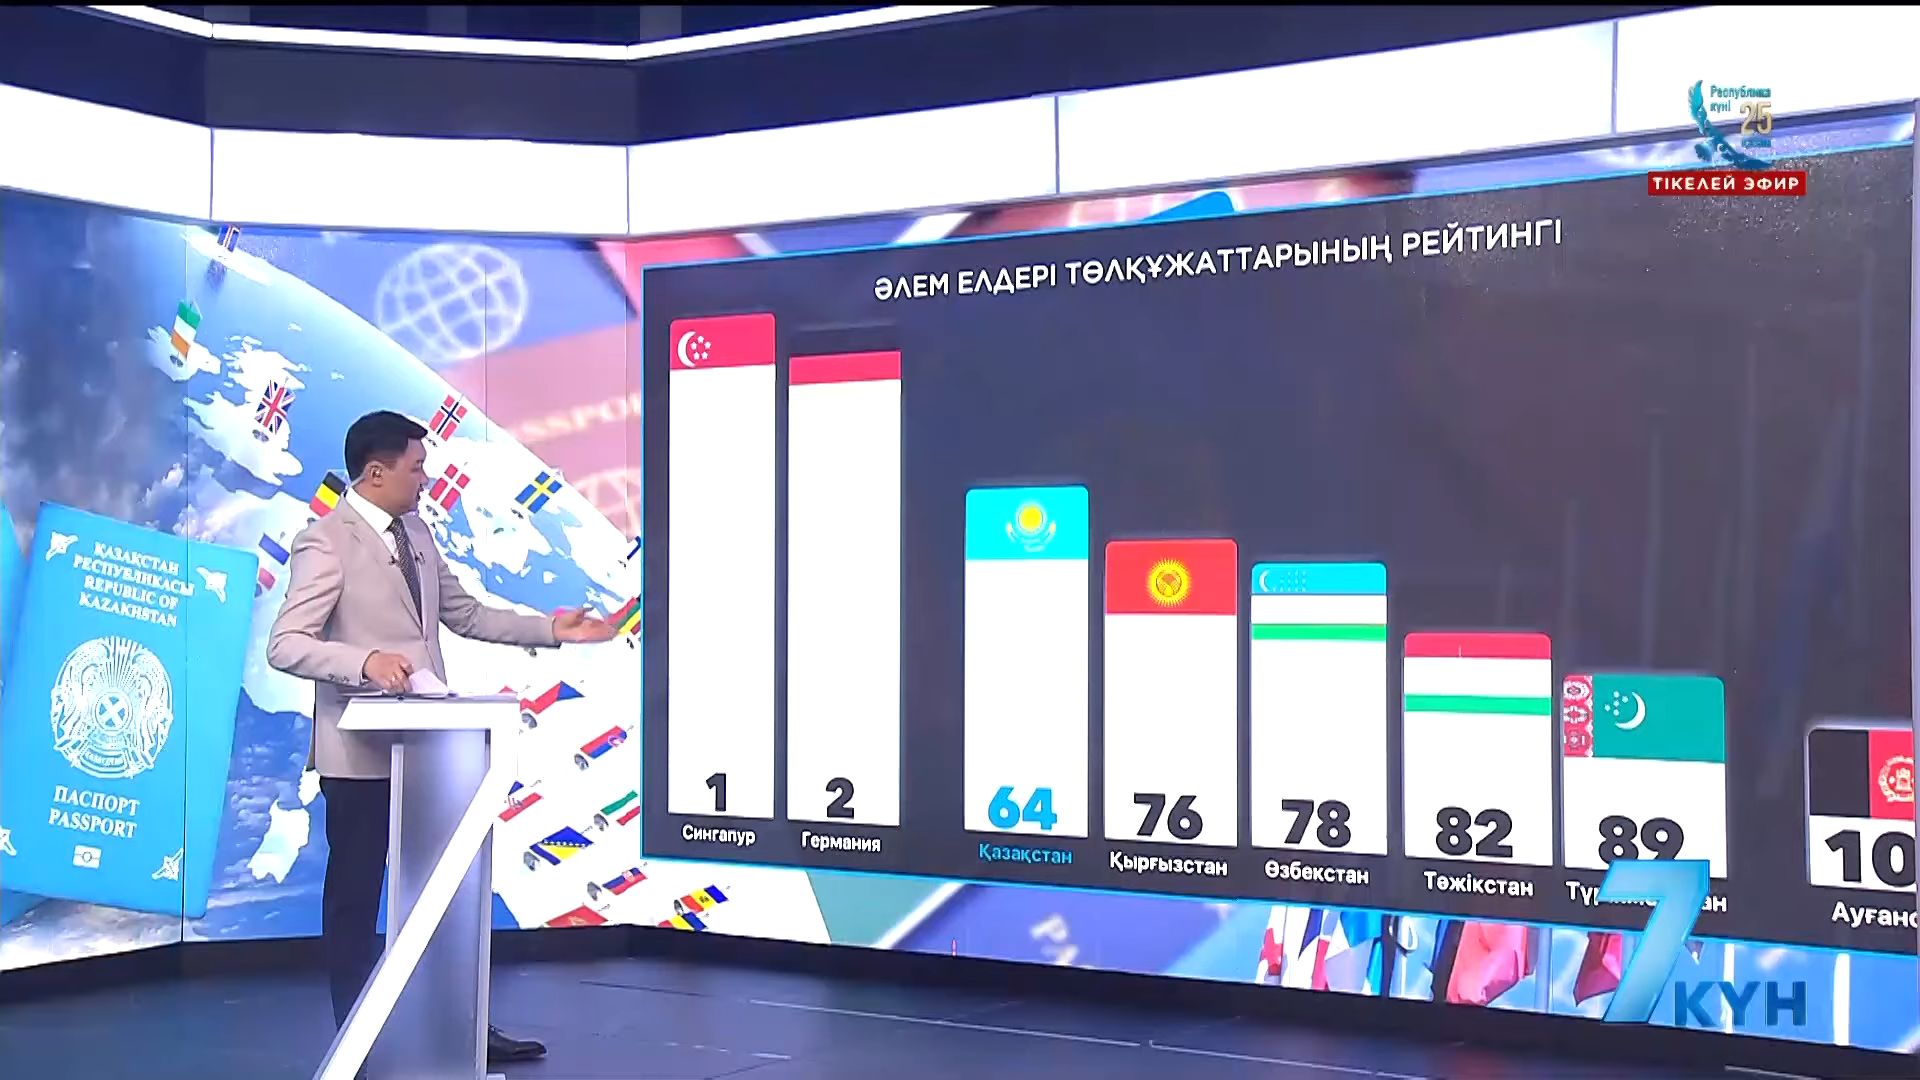 Республика
күні
25
ТІКЕЛЕЙ ЭФИР
ӘЛЕМ ЕЛДЕРІ ТӨЛҚҰЖАТТАРЫНЫҢ РЕЙТИНГІ
1
Сингапур
2
Германия
64
Қазақстан
76
Қырғызстан
78
Өзбекстан
82
Тәжікстан
89
10
ҚАЗАҚСТАН
РЕСПУБЛИКАСЫ
REPUBLIC OF
KAZAKHSTAN
ПАСПОРТ
PASSPORT
7 КҮН